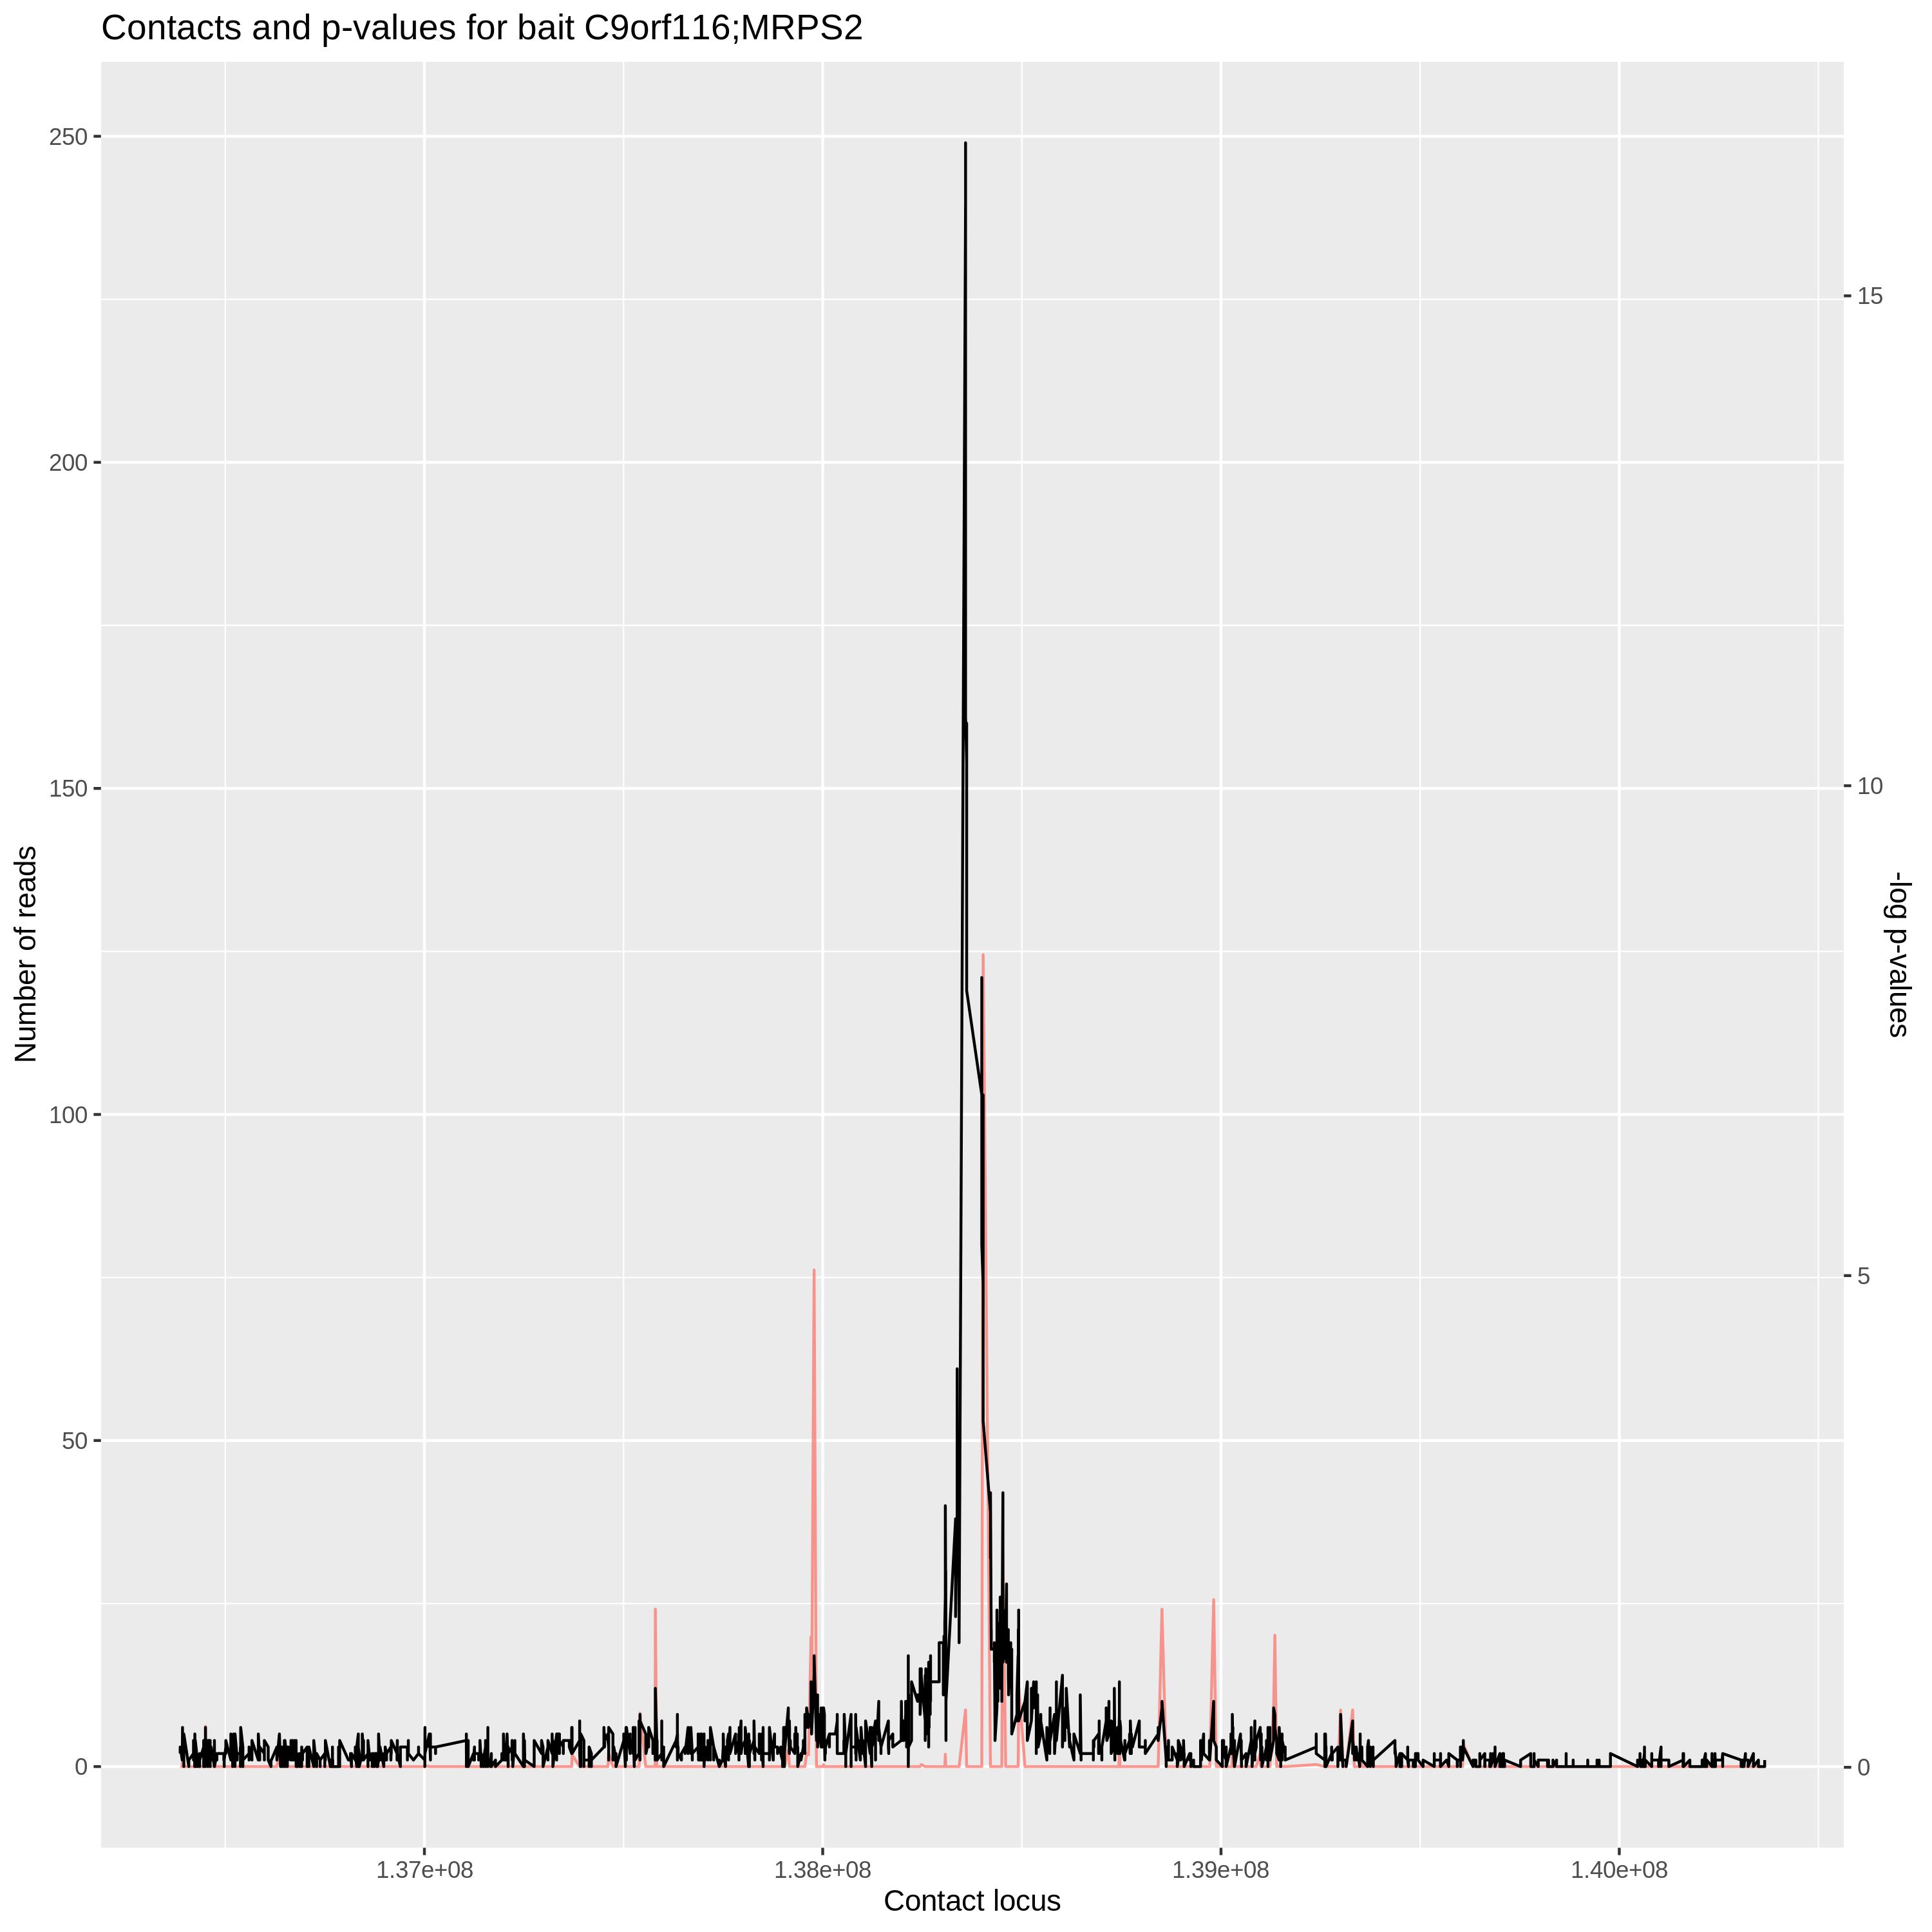 Contacts and p-values for bait C9orf116;MRPS2
250
200
150
100
50
0
Number of reads
15
10
5
0
-log p-values
1.37e+08
1.38e+08
1.39e+08
1.40e+08
Contact locus